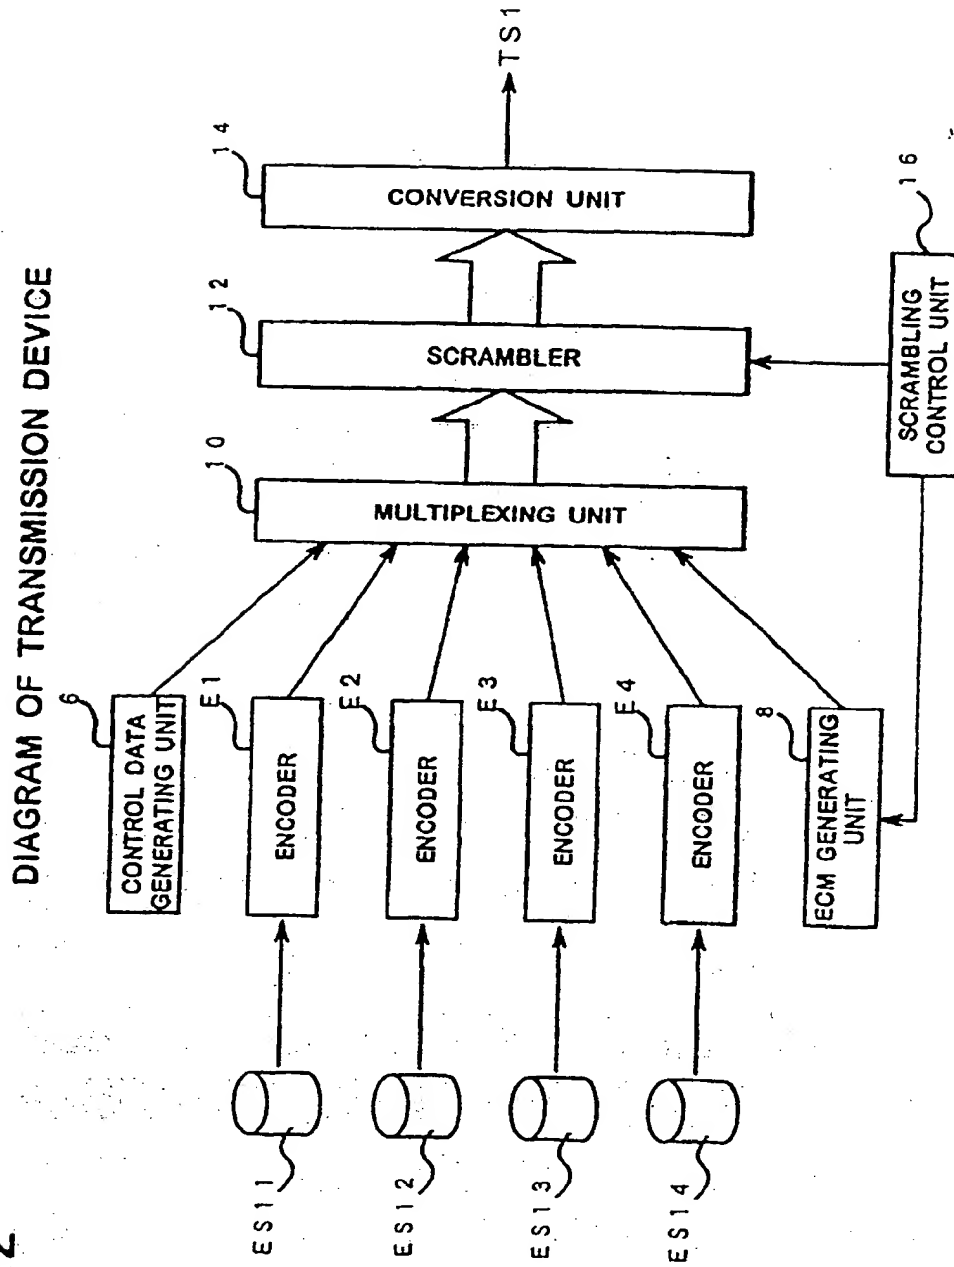 2
DIAGRAM OF TRANSMISSION DEVICE
6
CONTROL DATA
GENERATING UNIT
E1
ENCODER
E2
ENCODER
E3
ENCODER
E4
ENCODER
8
ECM GENERATING
UNIT
ES11
ES12
ES13
ES14
10
MULTIPLEXING UNIT
12
SCRAMBLER
14
CONVERSION UNIT
TS1
16
SCRAMBLING
CONTROL UNIT